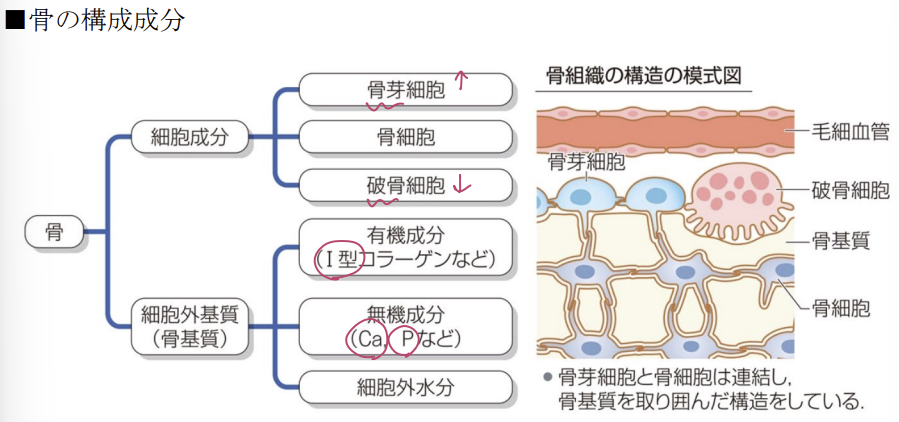 ■骨の構成成分
骨
細胞成分
骨芽細胞 ↑
骨細胞
破骨細胞 ↓
細胞外基質
(骨基質)
有機成分
(Ⅰ型コラーゲンなど)
無機成分
(Ca, Pなど)
細胞外水分
骨組織の構造の模式図
毛細血管
骨芽細胞
破骨細胞
骨基質
骨細胞
● 骨芽細胞と骨細胞は連結し,
骨基質を取り囲んだ構造をしている.